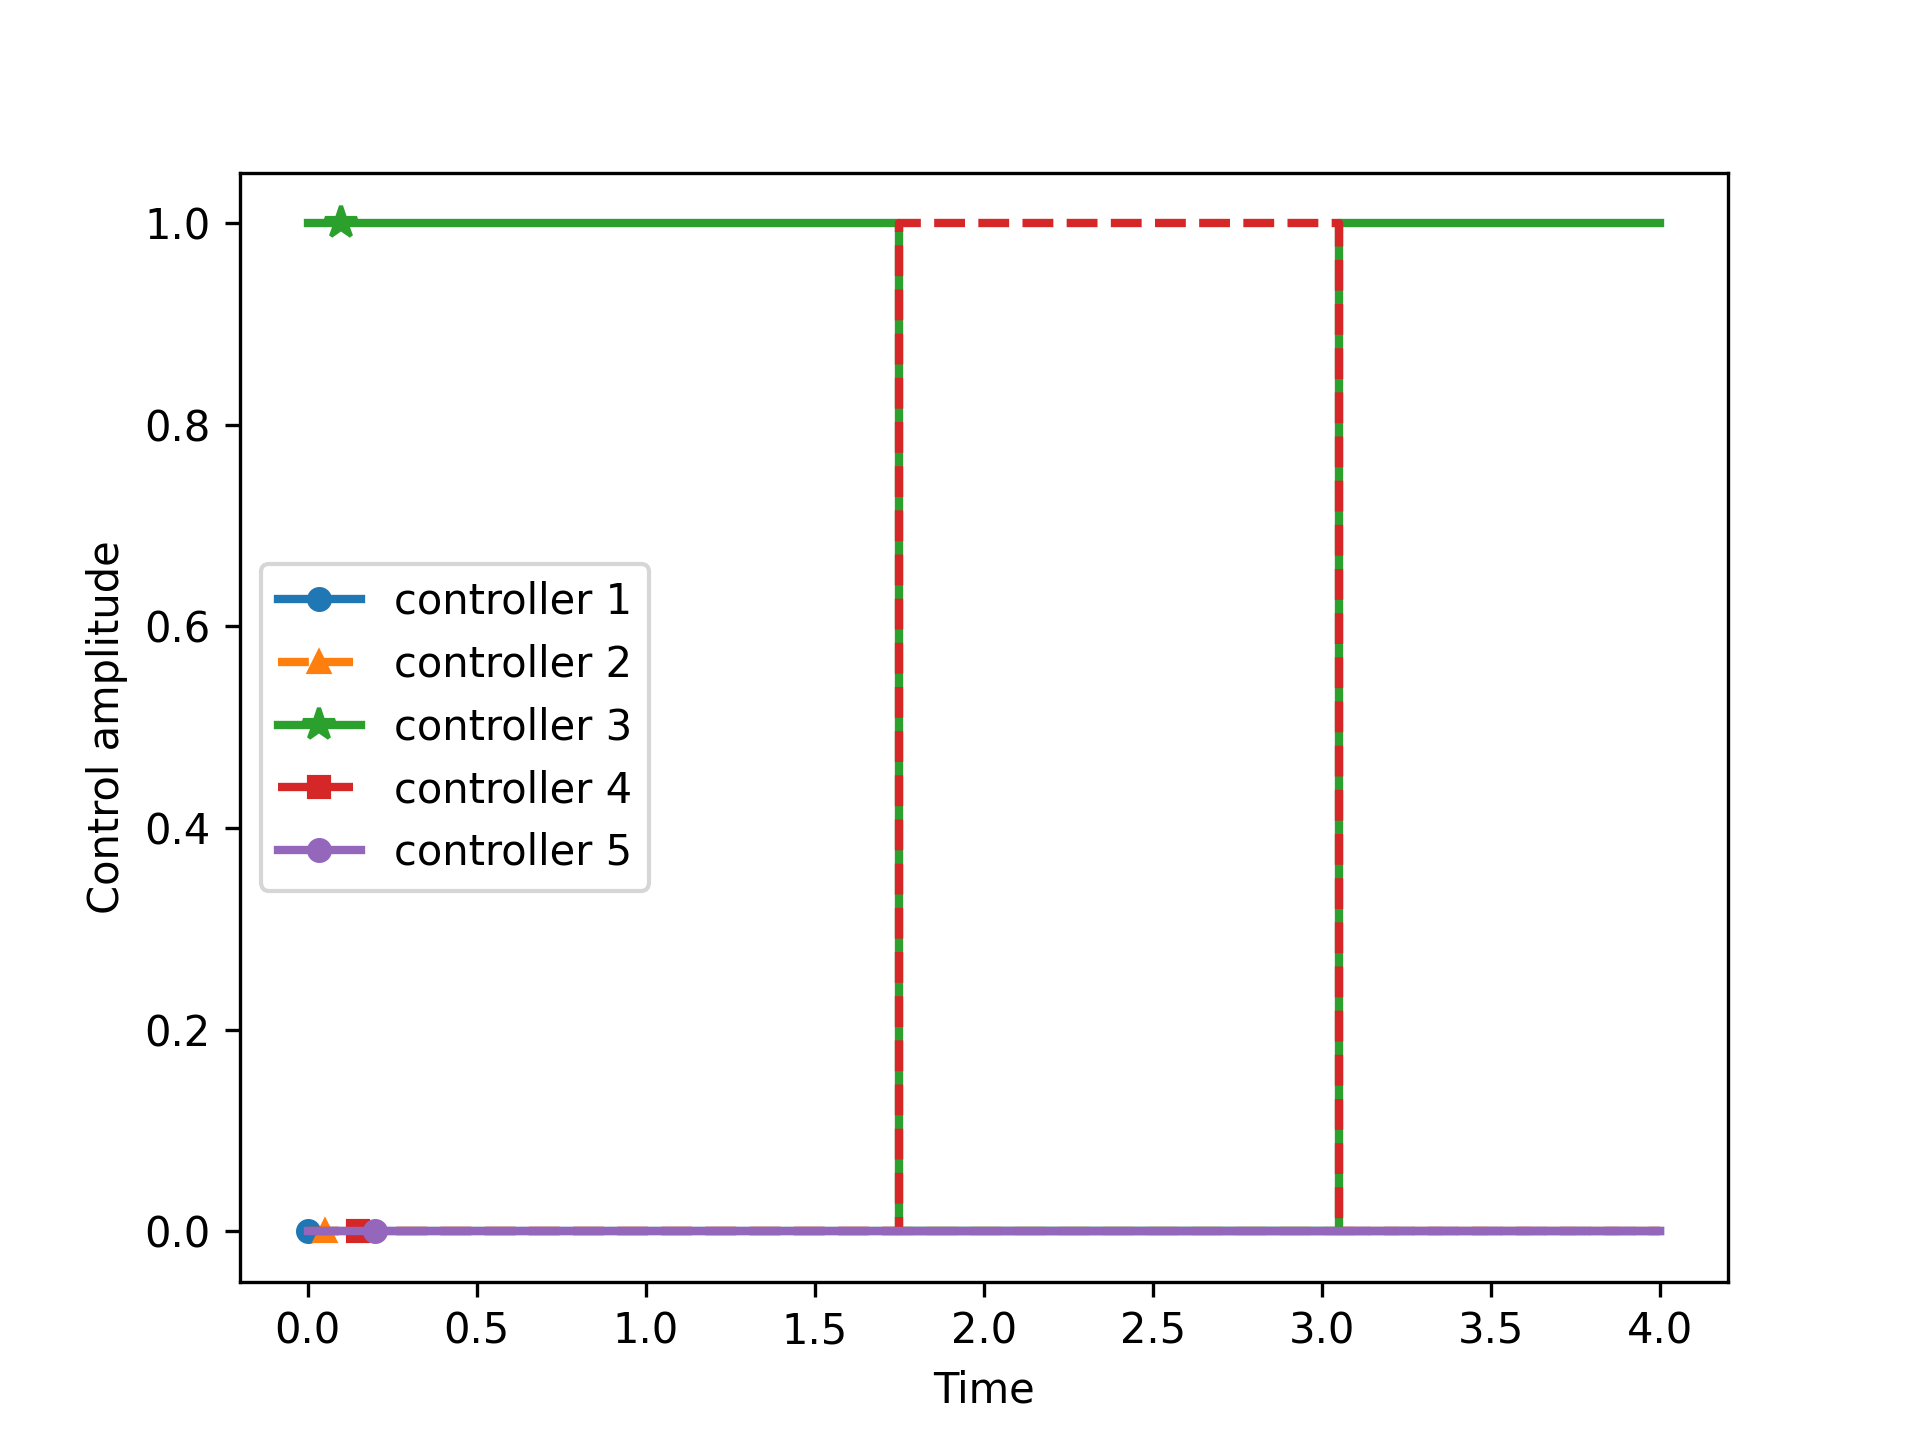 1.0
0.8
0.6
0.4
0.2
0.0
Control amplitude
controller 1
controller 2
controller 3
controller 4
controller 5
0.0 0.5 1.0 1.5 2.0 2.5 3.0 3.5 4.0
Time